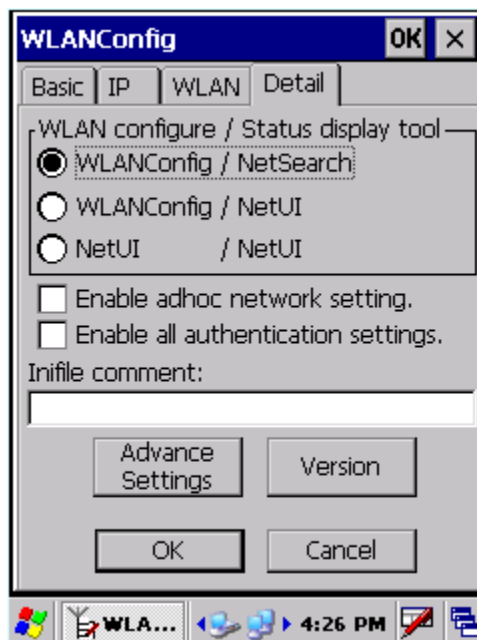 WLANConfig OK ×
Basic IP WLAN Detail
WLAN configure / Status display tool
WLANConfig / NetSearch
WLANConfig / NetUI
NetUI / NetUI
Enable adhoc network setting.
Enable all authentication settings.
Inifile comment:
Advance
Settings
Version
OK Cancel
WLA... 4:26 PM